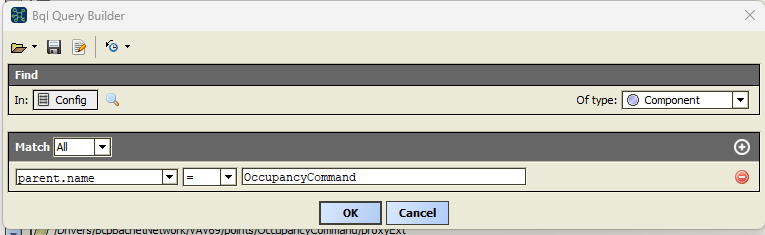 Bql Query Builder
Find
In: Config Of type: Component
Match All
parent.name = OccupancyCommand
OK Cancel
/Drivers/BcpBacnetNetwork/VAV69/points/OccupancyCommand/proxyExt